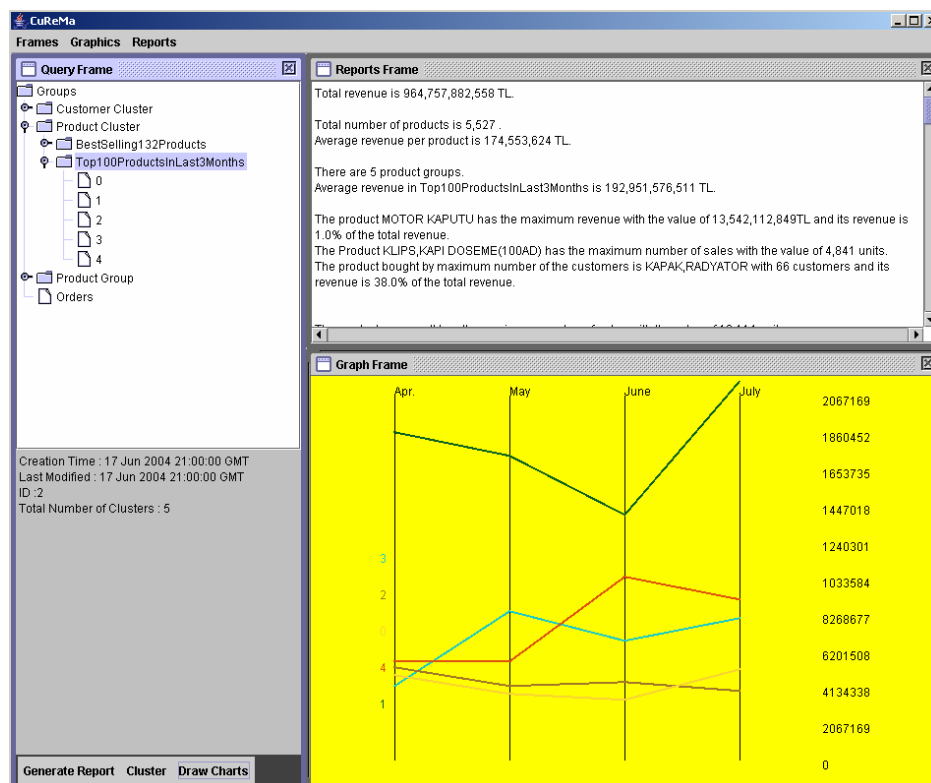 CuReMa
Frames Graphics Reports
Query Frame
Groups
Customer Cluster
Product Cluster
BestSelling132Products
Top100ProductsInLast3Months
0
1
2
3
4
Product Group
Orders
Creation Time : 17 Jun 2004 21:00:00 GMT
Last Modified : 17 Jun 2004 21:00:00 GMT
ID :2
Total Number of Clusters : 5
Generate Report Cluster Draw Charts
Reports Frame
Total revenue is 964,757,882,558 TL.
Total number of products is 5,527 .
Average revenue per product is 174,553,624 TL.
There are 5 product groups.
Average revenue in Top100ProductsInLast3Months is 192,951,576,511 TL.
The product MOTOR KAPUTU has the maximum revenue with the value of 13,542,112,849TL and its revenue is
1.0% of the total revenue.
The Product KLIPS,KAPI DOSEME(100AD) has the maximum number of sales with the value of 4,841 units.
The product bought by maximum number of the customers is KAPAK,RADYATOR with 66 customers and its
revenue is 38.0% of the total revenue.
Graph Frame
Apr. May June July
3
2
0
4
1
2067169
1860452
1653735
1447018
1240301
1033584
8268677
6201508
4134338
2067169
0